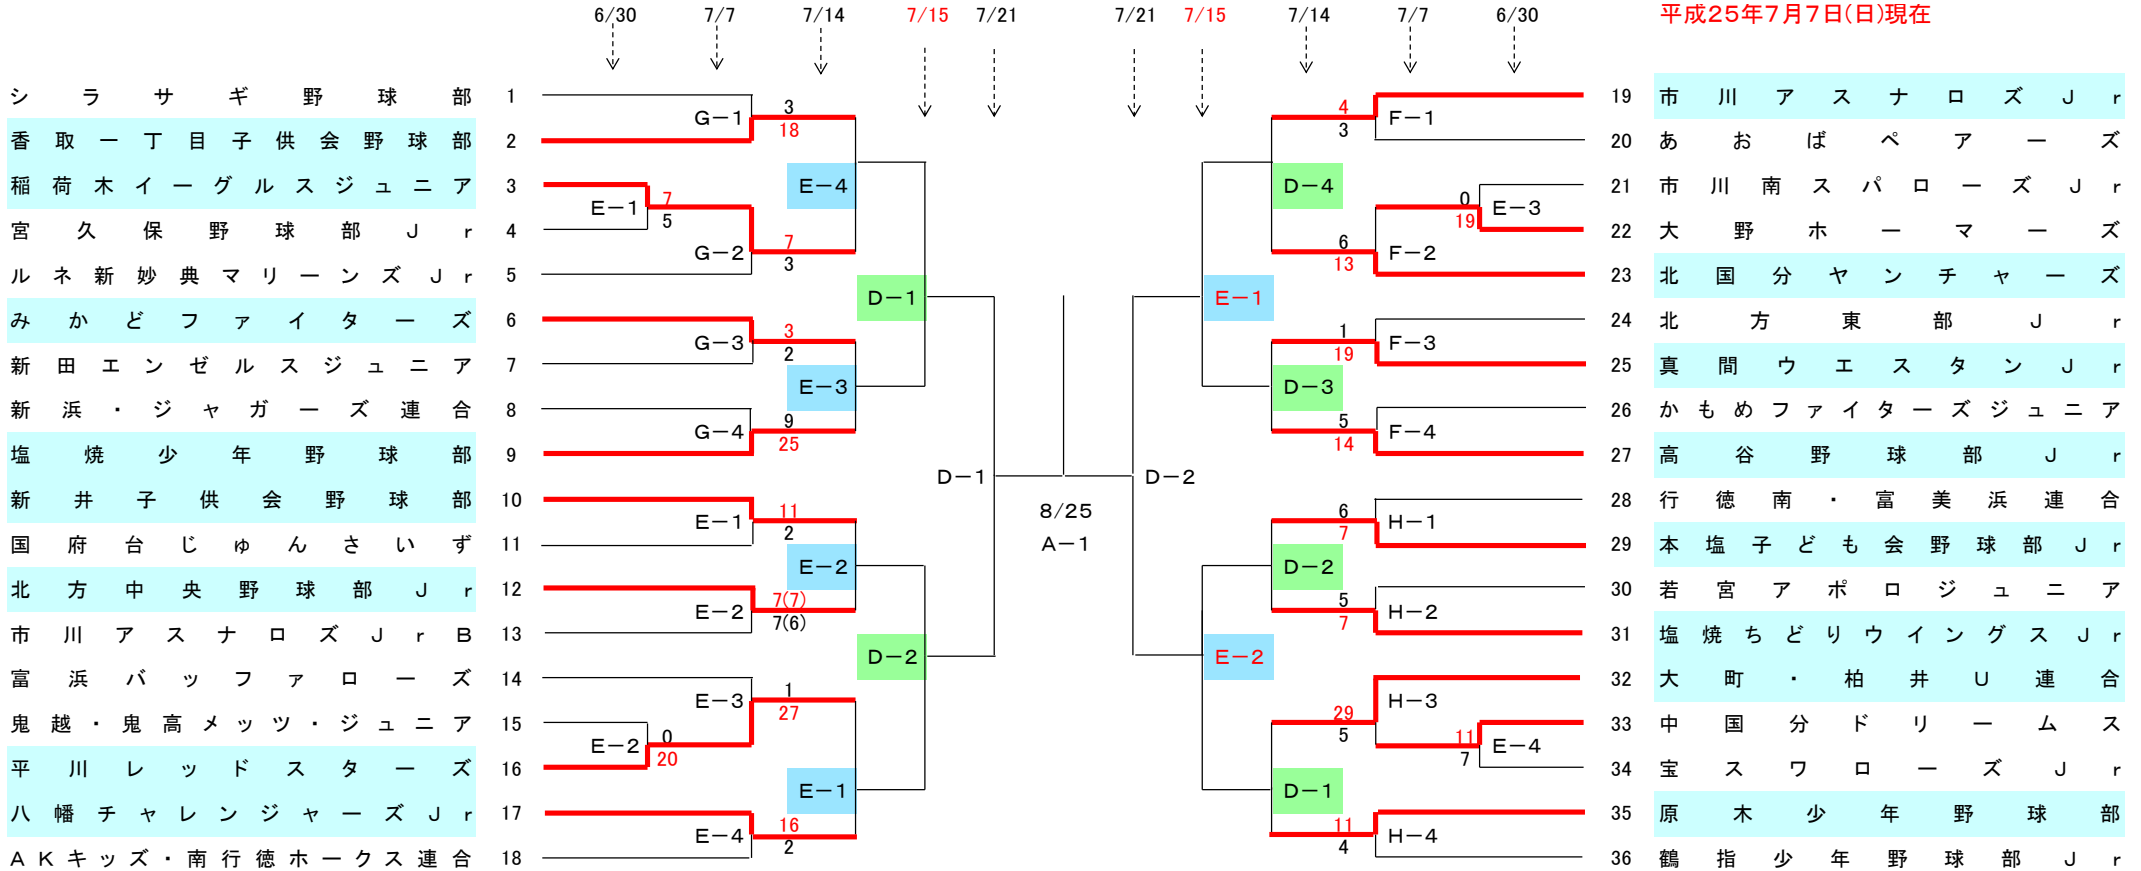 6/30 7/7 7/14 7/15 7/21 7/21 7/15 7/14 7/7 6/30 平成25年7月7日(日)現在
シラサギ野球部 1
香取一丁目子供会野球部 2
稲荷木イーグルスジュニア 3
宮久保野球部Jr 4
ルネ新妙典マリーンズJr 5
みかどファイターズ 6
新田エンゼルスジュニア 7
新浜・ジャガーズ連合 8
塩焼少年野球部 9
新井子供会野球部 10
国府台じゅんさいず 11
北方中央野球部Jr 12
市川アスナロズJrB 13
富浜バッファローズ 14
鬼越・鬼高メッツ・ジュニア 15
平川レッドスターズ 16
八幡チャレンジャーズJr 17
AKキッズ・南行徳ホークス連合 18
E-1
7
5
E-2
0
20
G-1
3
18
G-2
7
3
G-3
3
2
G-4
9
25
E-1
11
2
E-2
7(7)
7(6)
E-3
1
27
E-4
16
2
E-4
E-3
E-2
E-1
D-1
D-2
D-1
8/25
A-1
D-2
E-1
E-2
D-4
D-3
D-2
D-1
4
3
F-1
6
13
F-2
1
19
F-3
5
14
F-4
6
7
H-1
5
7
H-2
29
5
H-3
11
4
H-4
0
19
E-3
11
7
E-4
19 市川アスナロズJr
20 あおばペアーズ
21 市川南スパローズJr
22 大野ホーマーズ
23 北国分ヤンチャーズ
24 北方東部Jr
25 真間ウエスタンJr
26 かもめファイターズジュニア
27 高谷野球部Jr
28 行徳南・富美浜連合
29 本塩子ども会野球部Jr
30 若宮アポロジュニア
31 塩焼ちどりウイングスJr
32 大町・柏井U連合
33 中国分ドリームス
34 宝スワローズJr
35 原木少年野球部
36 鶴指少年野球部Jr